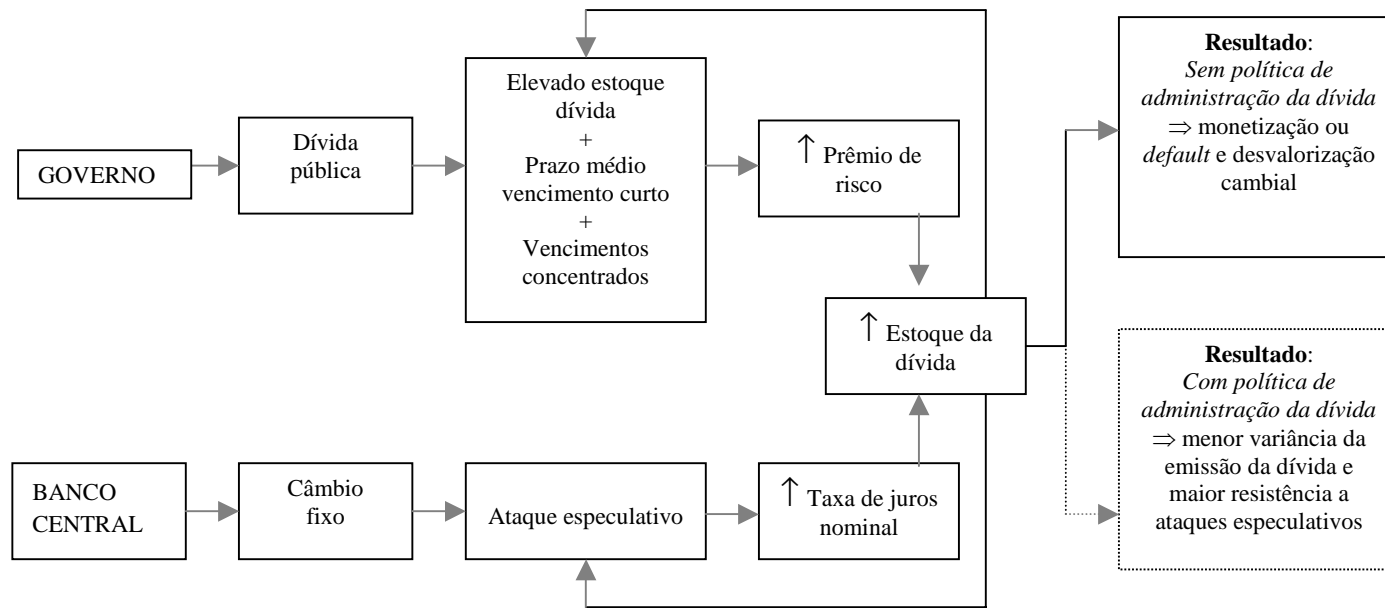 GOVERNO
Dívida
pública
Elevado estoque
dívida
+
Prazo médio
vencimento curto
+
Vencimentos
concentrados
↑ Prêmio de
risco
↑ Estoque da
dívida
Resultado:
Sem política de
administração da dívida
⇒ monetização ou
default e desvalorização
cambial
BANCO
CENTRAL
Câmbio
fixo
Ataque especulativo
↑ Taxa de juros
nominal
Resultado:
Com política de
administração da dívida
⇒ menor variância da
emissão da dívida e
maior resistência a
ataques especulativos